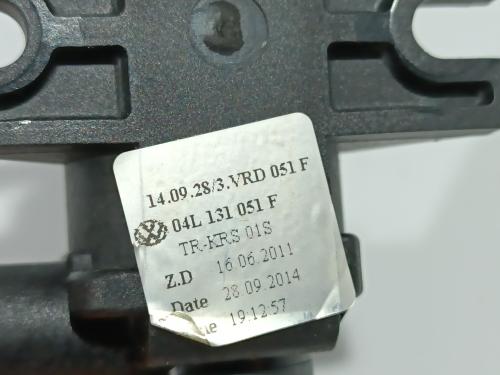 14.09.28/3.VRD 051 F
04L 131 051 F
TR-KRS 01S
Z.D 16.06.2011
Date 28.09.2014
19:12:57